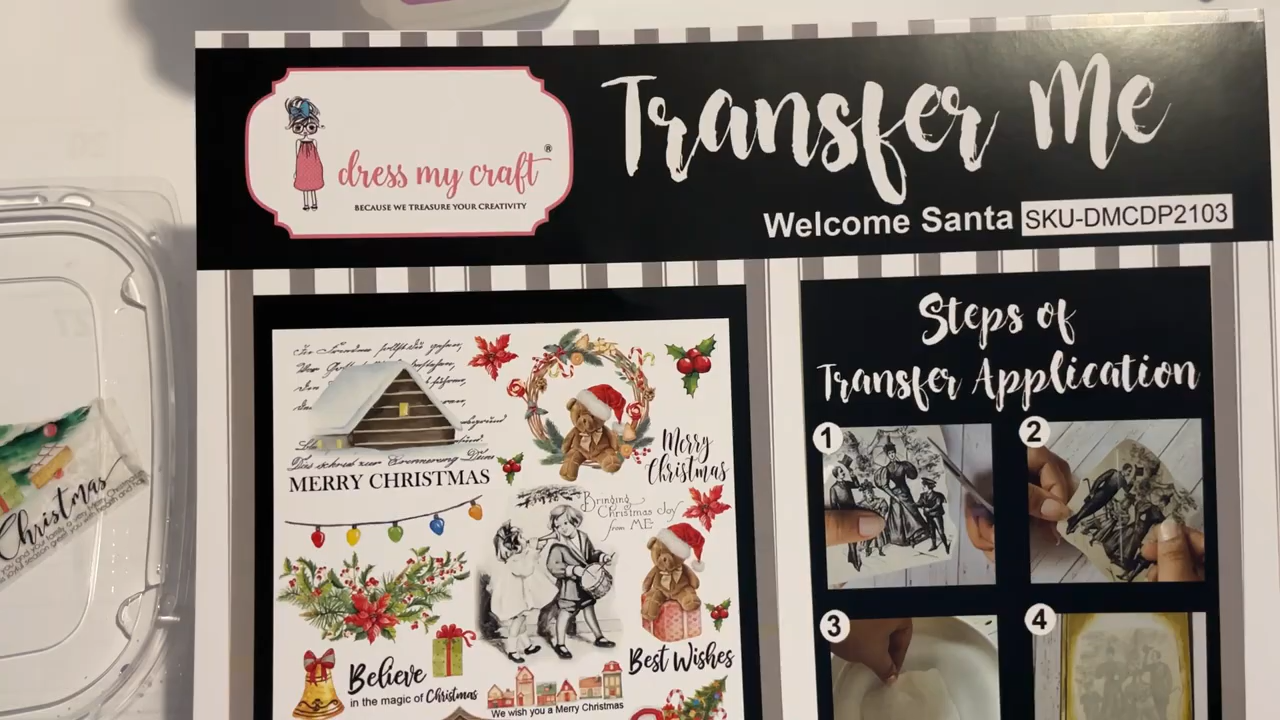 Transfer Me
dress my craft®
BECAUSE WE TREASURE YOUR CREATIVITY
Welcome Santa SKU-DMCDP2103
Steps of
Transfer Application
1
2
3
4
MERRY CHRISTMAS
Merry
Christmas
Bringing
Christmas Joy
from ME
Believe
in the magic of Christmas
Best Wishes
We wish you a Merry Christmas
Christmas